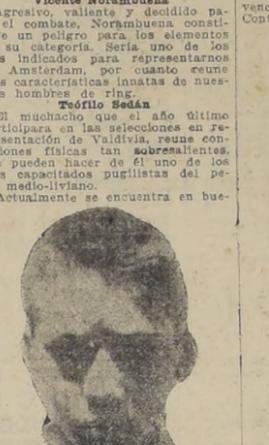 Vicente Norambuena
agresivo, valiente y decidido pa-
el combate, Norambuena consti-
e un peligro para los elementos
su categoría. Sería uno de los
s indicados para representarnos
Amsterdam, por cuanto reune
s características innatas de nues-
s hombres de ring.
Teófilo Sedán
El muchacho que el año último
rticipara en las selecciones en re-
sentación de Valdivia, reune con-
iones físicas tan sobresalientes,
e pueden hacer de él uno de los
s capacitados pugilistas del pe-
medio-liviano.
Actualmente se encuentra en bue-
venc
Conf